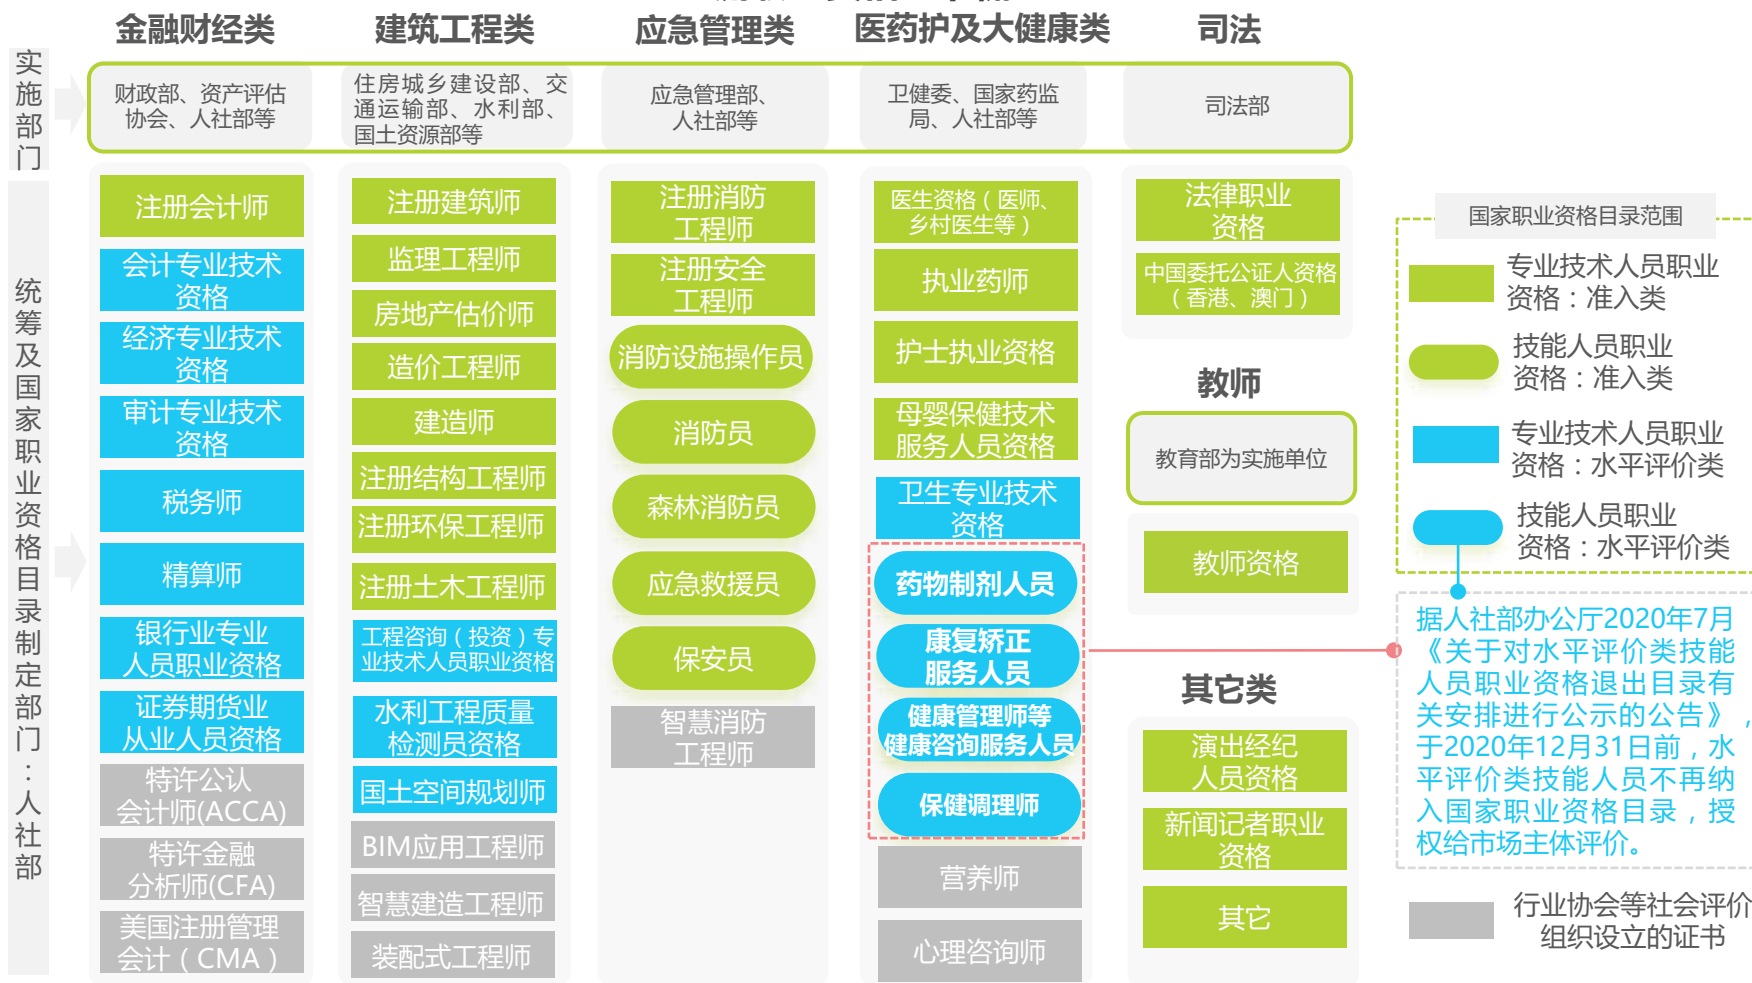 金融财经类
建筑工程类
应急管理类
医药护及大健康类
司法
实施部门
财政部、资产评估
协会、人社部等
住房城乡建设部、交
通运输部、水利部、
国土资源部等
应急管理部、
人社部等
卫健委、国家药监
局、人社部等
司法部
统筹及国家职业资格目录制定部门：人社部
注册会计师
会计专业技术
资格
经济专业技术
资格
审计专业技术
资格
税务师
精算师
银行业专业
人员职业资格
证券期货业
从业人员资格
特许公认
会计师(ACCA)
特许金融
分析师(CFA)
美国注册管理
会计（CMA）
注册建筑师
监理工程师
房地产估价师
造价工程师
建造师
注册结构工程师
注册环保工程师
注册土木工程师
工程咨询（投资）专
业技术人员职业资格
水利工程质量
检测员资格
国土空间规划师
BIM应用工程师
智慧建造工程师
装配式工程师
注册消防
工程师
注册安全
工程师
消防设施操作员
消防员
森林消防员
应急救援员
保安员
智慧消防
工程师
医生资格（医师、
乡村医生等）
执业药师
护士执业资格
母婴保健技术
服务人员资格
卫生专业技术
资格
药物制剂人员
康复矫正
服务人员
健康管理师等
健康咨询服务人员
保健调理师
营养师
心理咨询师
法律职业
资格
中国委托公证人资格
（香港、澳门）
教师
教育部为实施单位
教师资格
其它类
演出经纪
人员资格
新闻记者职业
资格
其它
国家职业资格目录范围
专业技术人员职业
资格：准入类
技能人员职业
资格：准入类
专业技术人员职业
资格：水平评价类
技能人员职业
资格：水平评价类
据人社部办公厅2020年7月
《关于对水平评价类技能
人员职业资格退出目录有
关安排进行公示的公告》，
于2020年12月31日前，水
平评价类技能人员不再纳
入国家职业资格目录，授
权给市场主体评价。
行业协会等社会评价
组织设立的证书